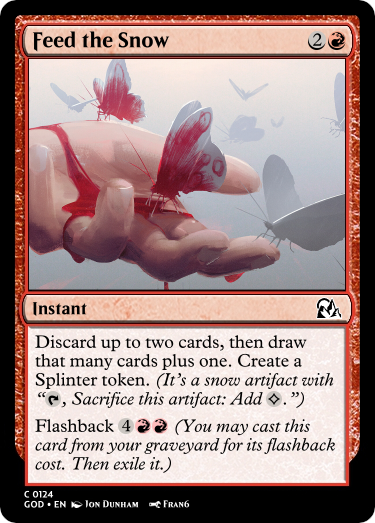 Feed the Snow 2
Instant
Discard up to two cards, then draw
that many cards plus one. Create a
Splinter token. (It's a snow artifact with
“, Sacrifice this artifact: Add .”)
Flashback 4 (You may cast this
card from your graveyard for its flashback
cost. Then exile it.)
C 0124
GOD • EN Jon Dunham FRAN6